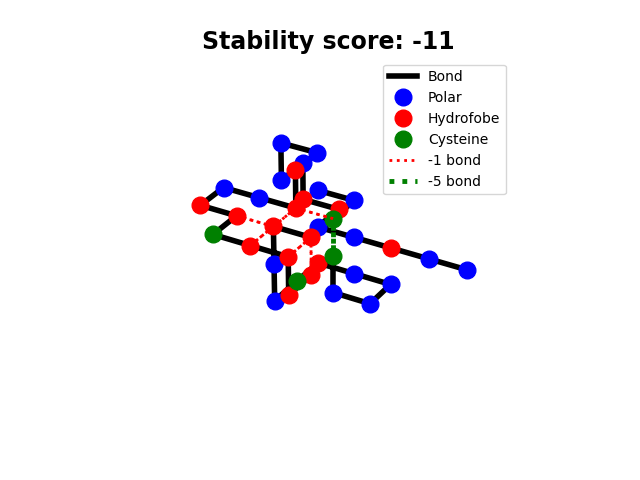 Stability score: -11
Bond
Polar
Hydrofobe
Cysteine
-1 bond
-5 bond